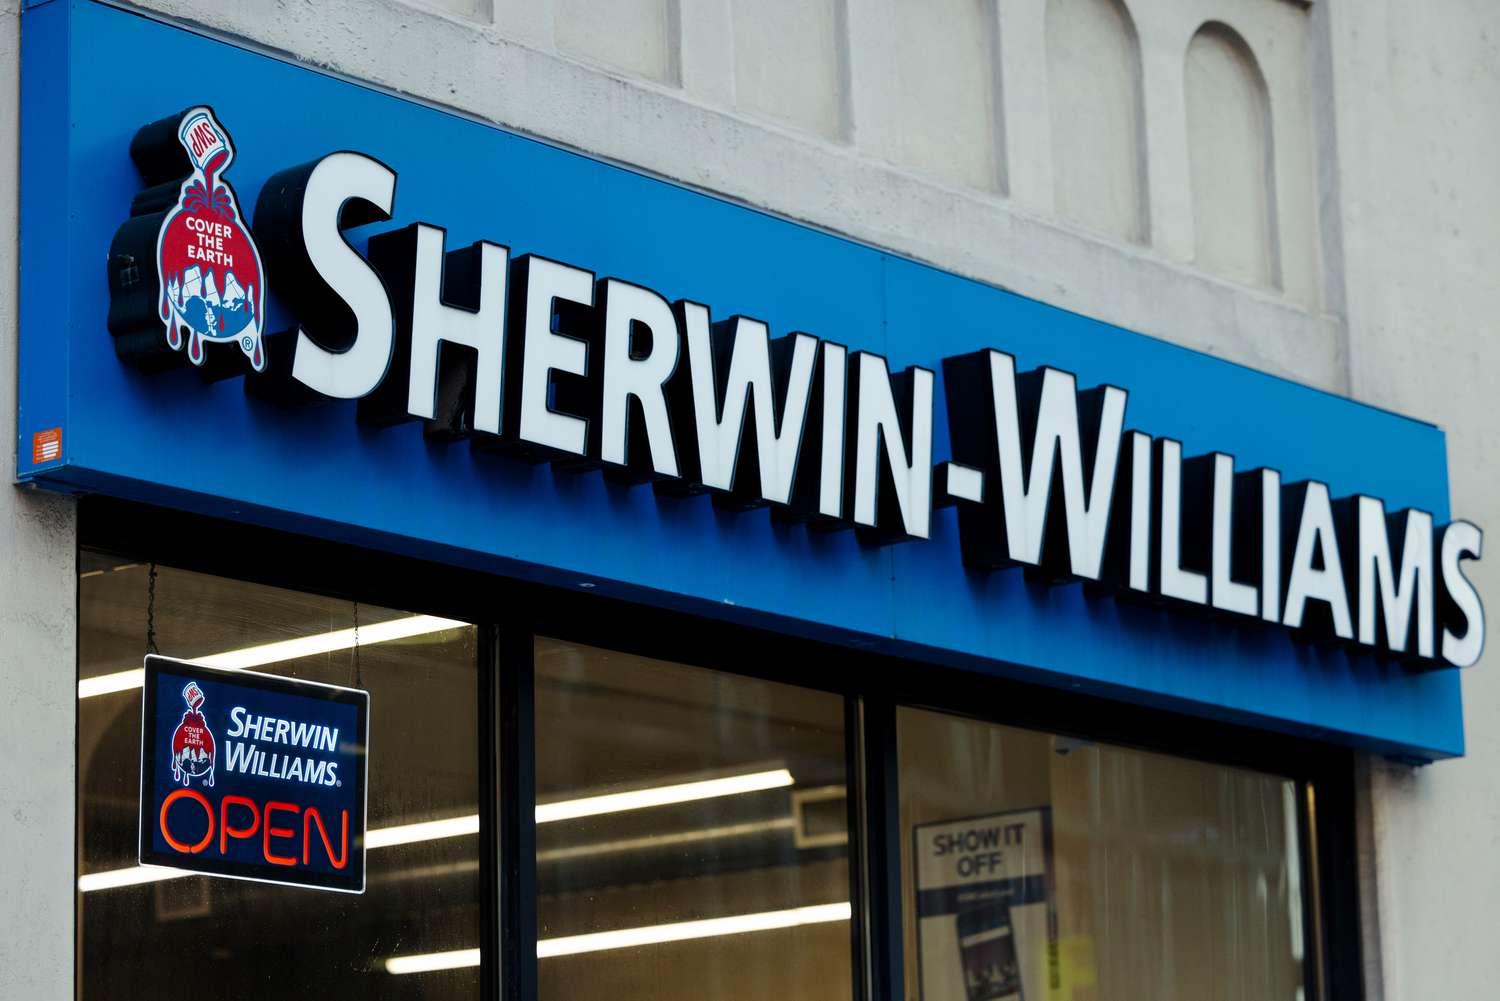 SWP
COVER
THE
EARTH
®
SHERWIN-WILLIAMS
SWP
COVER
THE
EARTH
®
SHERWIN
WILLIAMS®
OPEN
SHOW IT
OFF